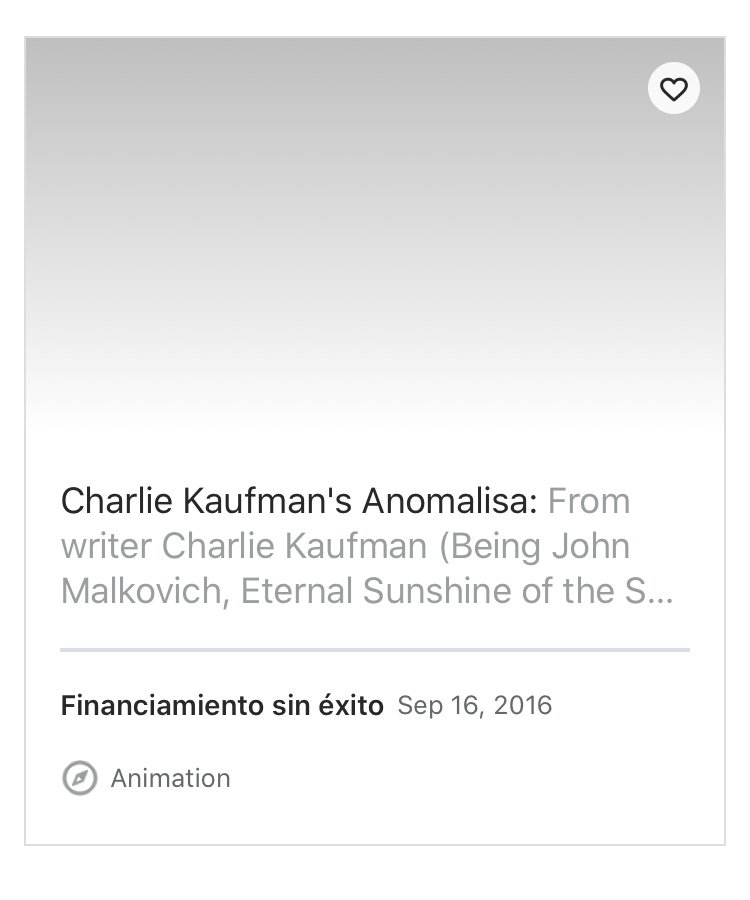 Charlie Kaufman's Anomalisa: From
writer Charlie Kaufman (Being John
Malkovich, Eternal Sunshine of the S...
Financiamiento sin éxito Sep 16, 2016
Animation